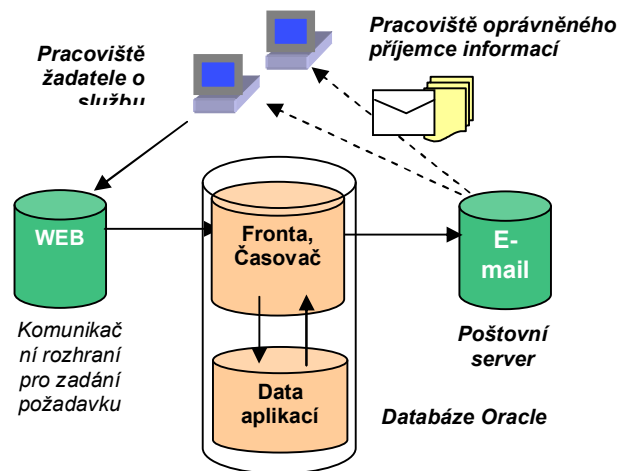 Pracoviště oprávněného
příjemce informací
Pracoviště
žadatele o
službu
WEB
Fronta,
Časovač
E-
mail
Komunikač
ní rozhraní
pro zadání
požadavku
Poštovní
server
Data
aplikací
Databáze Oracle